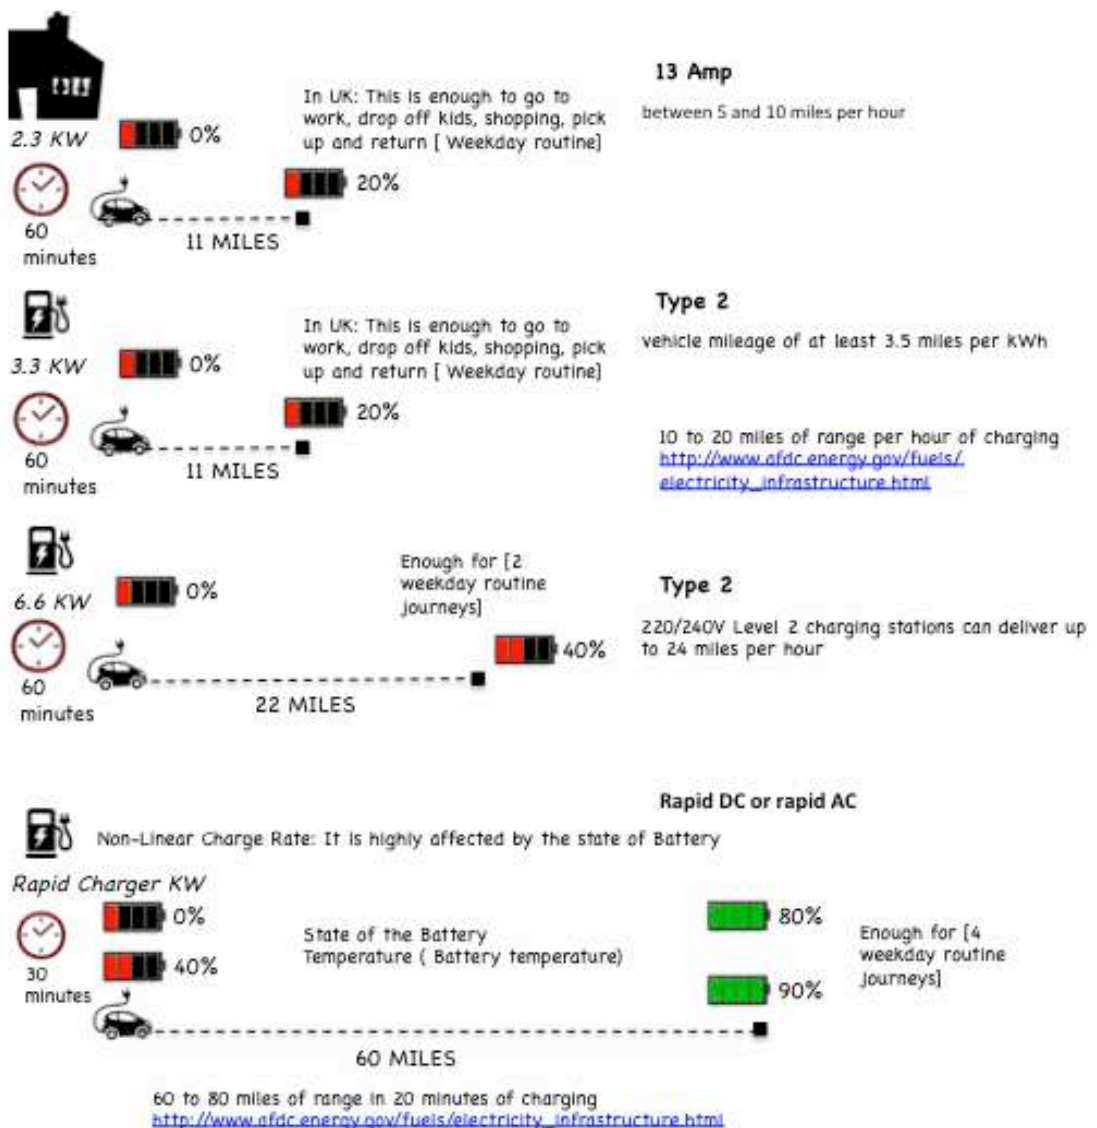 13 Amp
In UK: This is enough to go to
work, drop off kids, shopping, pick
up and return [ Weekday routine]
between 5 and 10 miles per hour
2.3 KW
0%
20%
60
minutes
11 MILES
Type 2
In UK: This is enough to go to
work, drop off kids, shopping, pick
up and return [ Weekday routine]
vehicle mileage of at least 3.5 miles per kWh
3.3 KW
0%
20%
10 to 20 miles of range per hour of charging
http://www.afdc.energy.gov/fuels/
electricity_infrastructure.html
60
minutes
11 MILES
Enough for [2
weekday routine
journeys]
Type 2
6.6 KW
0%
220/240V Level 2 charging stations can deliver up
to 24 miles per hour
40%
60
minutes
22 MILES
Rapid DC or rapid AC
Non-Linear Charge Rate: It is highly affected by the state of Battery
Rapid Charger KW
0%
40%
State of the Battery
Temperature ( Battery temperature)
80%
90%
Enough for [4
weekday routine
journeys]
30
minutes
60 MILES
60 to 80 miles of range in 20 minutes of charging
http://www.afdc.energy.gov/fuels/electricity_infrastructure.html